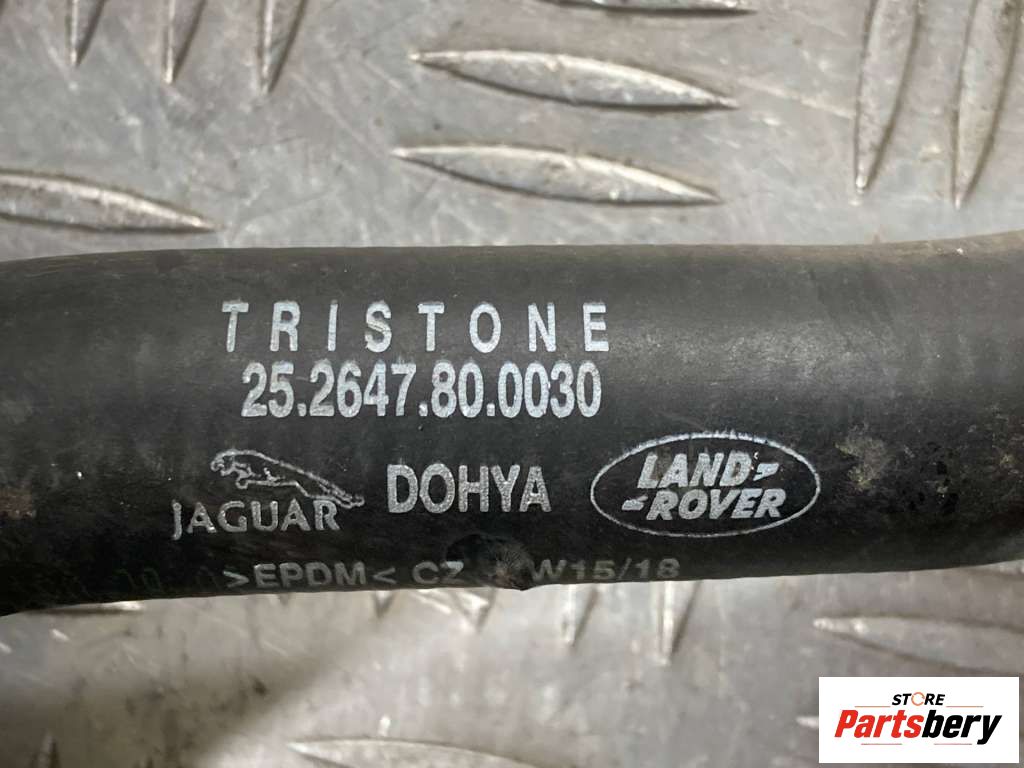 TRISTONE
25.2647.80.0030
JAGUAR DOHYA LAND
ROVER
>EPDM< CZ W15/18
STORE
Partsbery